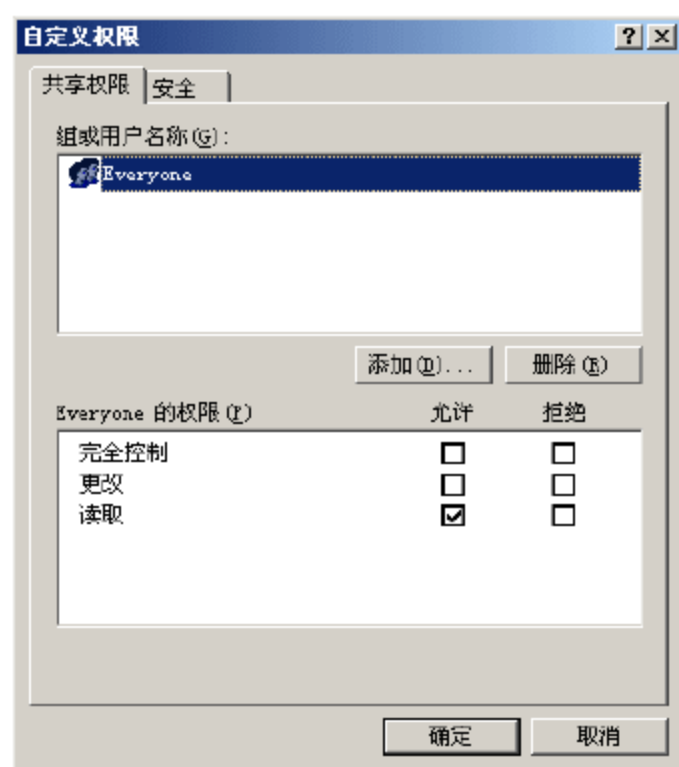 自定义权限
共享权限 安全
组或用户名称(G):
Everyone
添加(D)... 删除(R)
Everyone 的权限(P) 允许 拒绝
完全控制
更改
读取
确定 取消